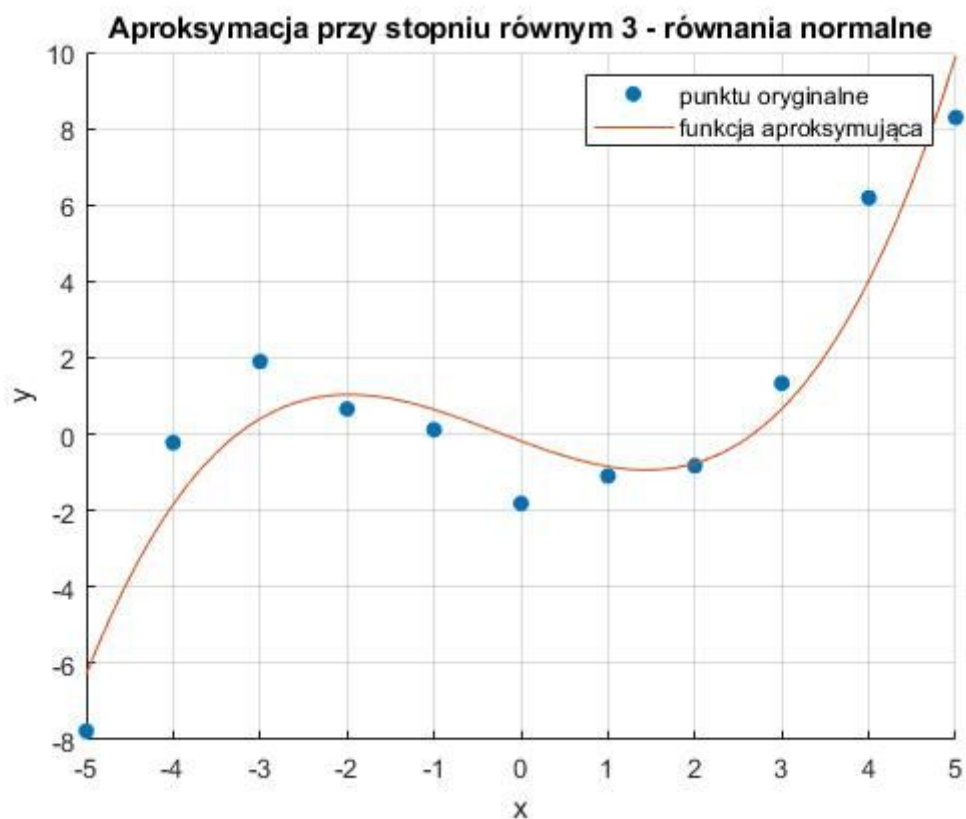 Aproksymacja przy stopniu równym 3 - równania normalne
10
8
6
4
2
0
-2
-4
-6
-8
y
punktu oryginalne
funkcja aproksymująca
-5 -4 -3 -2 -1 0 1 2 3 4 5
x